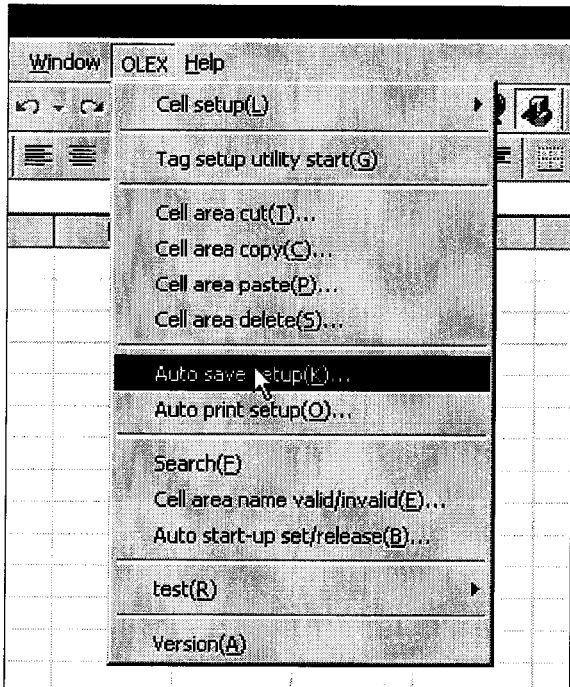 Window OLEX Help
Cell setup(L)
Tag setup utility start(G)
Cell area cut(T)...
Cell area copy(C)...
Cell area paste(P)...
Cell area delete(S)...
Auto save setup(K)...
Auto print setup(O)...
Search(F)
Cell area name valid/invalid(E)...
Auto start-up set/release(B)...
test(R)
Version(A)